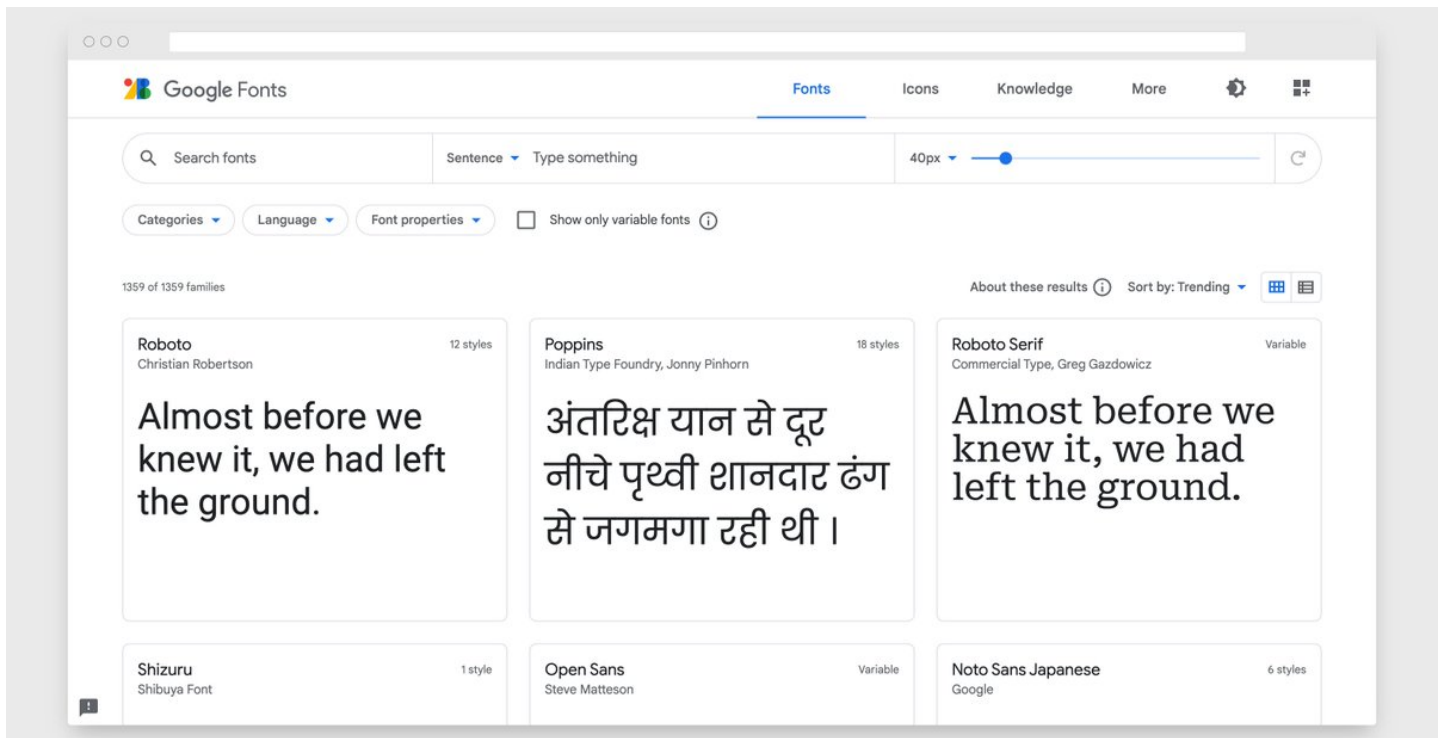 Google Fonts
Fonts
Icons
Knowledge
More
Search fonts
Sentence
Type something
40px
Categories
Language
Font properties
Show only variable fonts
1359 of 1359 families
About these results
Sort by: Trending
Roboto
12 styles
Christian Robertson
Almost before we
knew it, we had left
the ground.
Poppins
18 styles
Indian Type Foundry, Jonny Pinhorn
अंतरिक्ष यान से दूर
नीचे पृथ्वी शानदार ढंग
से जगमगा रही थी ।
Roboto Serif
Variable
Commercial Type, Greg Gazdowicz
Almost before we
knew it, we had
left the ground.
Shizuru
1 style
Shibuya Font
Open Sans
Variable
Steve Matteson
Noto Sans Japanese
6 styles
Google